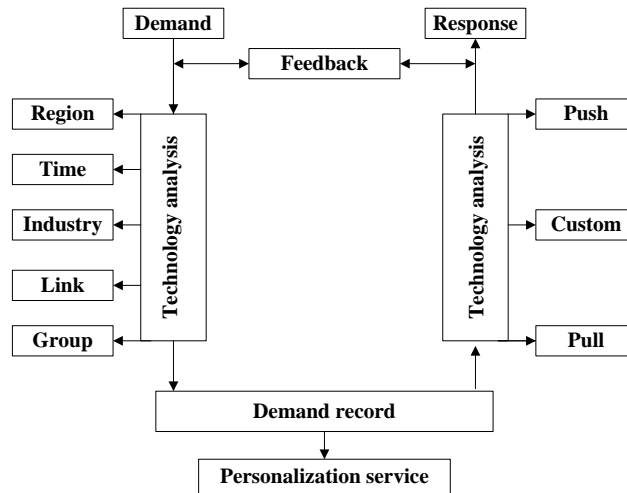 Demand
Response
Feedback
Region
Time
Industry
Link
Group
Technology analysis
Technology analysis
Push
Custom
Pull
Demand record
Personalization service